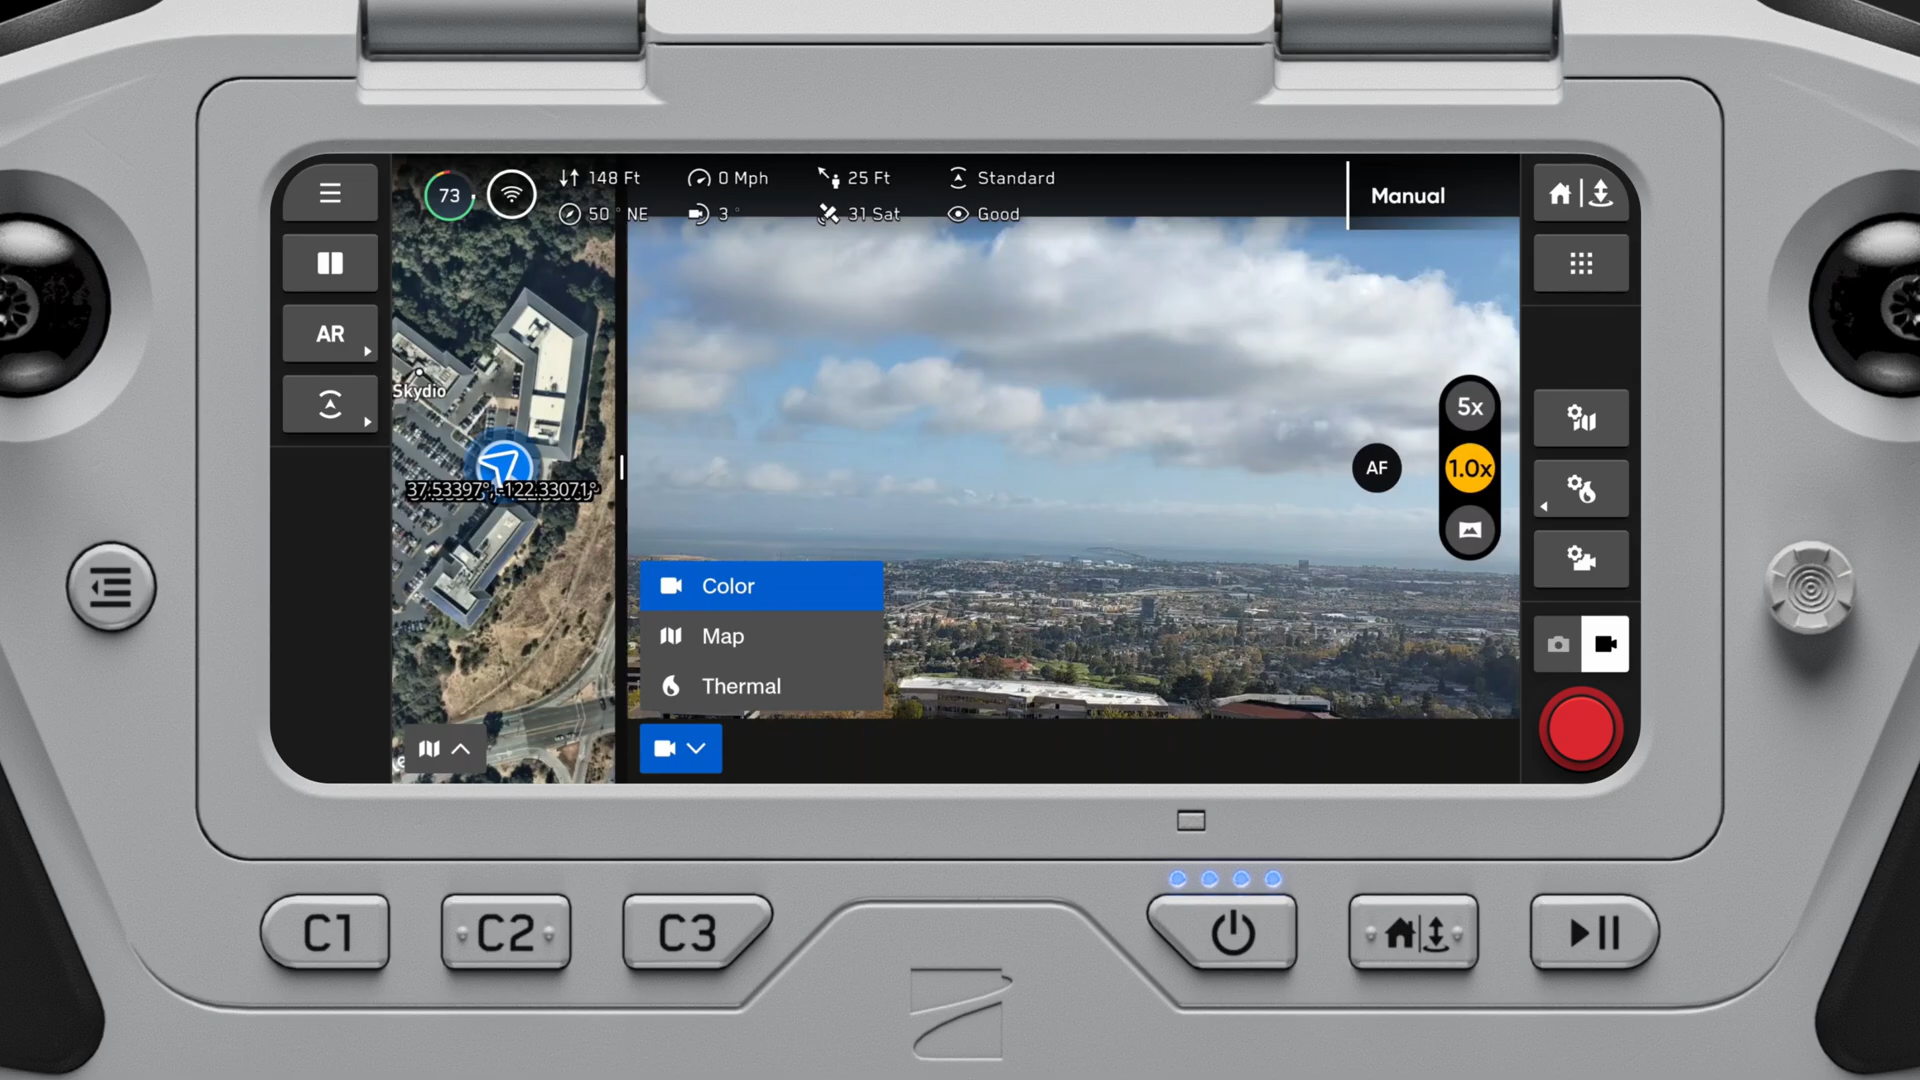 73
148 Ft
0 Mph
25 Ft
Standard
50 ° NE
3 °
31 Sat
Good
Manual
AR
Skydio
37.53397°, -122.33071°
5x
AF
1.0x
Color
Map
Thermal
C1
C2
C3